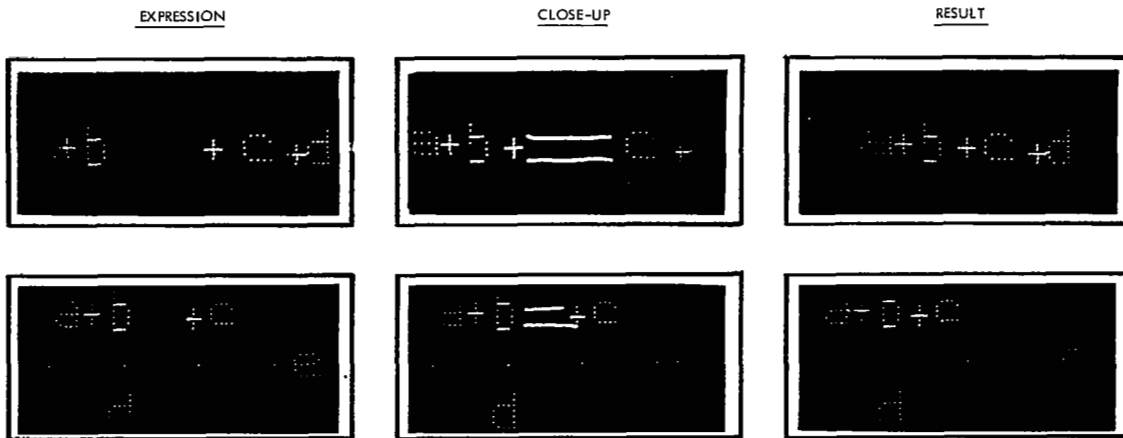 EXPRESSION CLOSE-UP RESULT
+ b + c + d
a + b + = c +
a + b + c + d
a + b + c e
d
a + b = + c
d
a + b + c
d